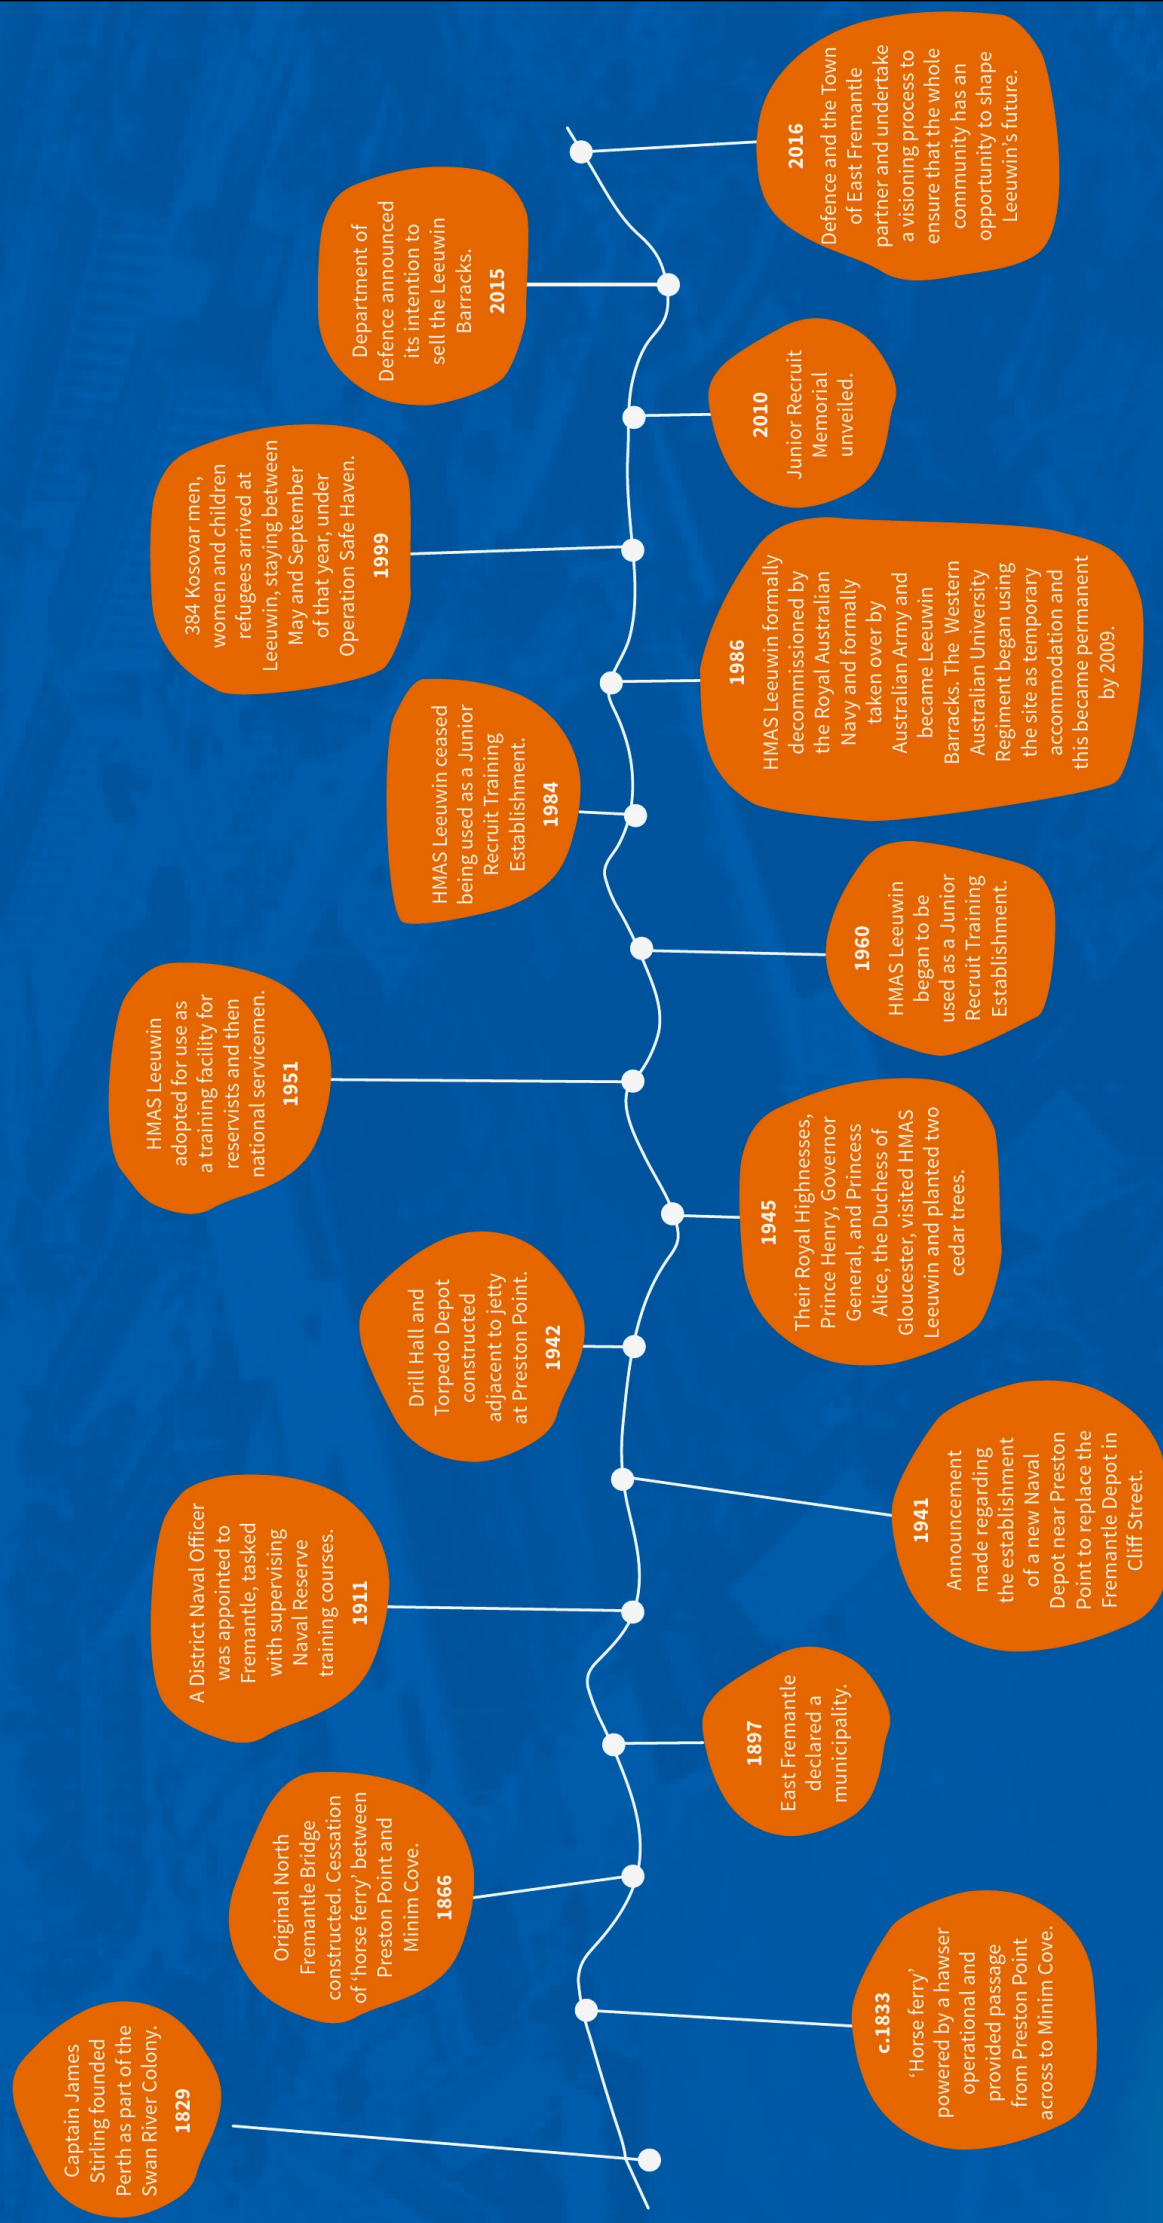 Captain James
Stirling founded
Perth as part of the
Swan River Colony.
1829
c.1833
‘Horse ferry’
powered by a hawser
operational and
provided passage
from Preston Point
across to Minim Cove.
Original North
Fremantle Bridge
constructed. Cessation
of ‘horse ferry’ between
Preston Point and
Minim Cove.
1866
1897
East Fremantle
declared a
municipality.
A District Naval Officer
was appointed to
Fremantle, tasked
with supervising
Naval Reserve
training courses.
1911
1941
Announcement
made regarding
the establishment
of a new Naval
Depot near Preston
Point to replace the
Fremantle Depot in
Cliff Street.
Drill Hall and
Torpedo Depot
constructed
adjacent to jetty
at Preston Point.
1942
1945
Their Royal Highnesses,
Prince Henry, Governor
General, and Princess
Alice, the Duchess of
Gloucester, visited HMAS
Leeuwin and planted two
cedar trees.
HMAS Leeuwin
adopted for use as
a training facility for
reservists and then
national servicemen.
1951
1960
HMAS Leeuwin
began to be
used as a Junior
Recruit Training
Establishment.
HMAS Leeuwin ceased
being used as a Junior
Recruit Training
Establishment.
1984
1986
HMAS Leeuwin formally
decommissioned by
the Royal Australian
Navy and formally
taken over by
Australian Army and
became Leeuwin
Barracks. The Western
Australian University
Regiment began using
the site as temporary
accommodation and
this became permanent
by 2009.
384 Kosovar men,
women and children
refugees arrived at
Leeuwin, staying between
May and September
of that year, under
Operation Safe Haven.
1999
2010
Junior Recruit
Memorial
unveiled.
Department of
Defence announced
its intention to
sell the Leeuwin
Barracks.
2015
2016
Defence and the Town
of East Fremantle
partner and undertake
a visioning process to
ensure that the whole
community has an
opportunity to shape
Leeuwin’s future.